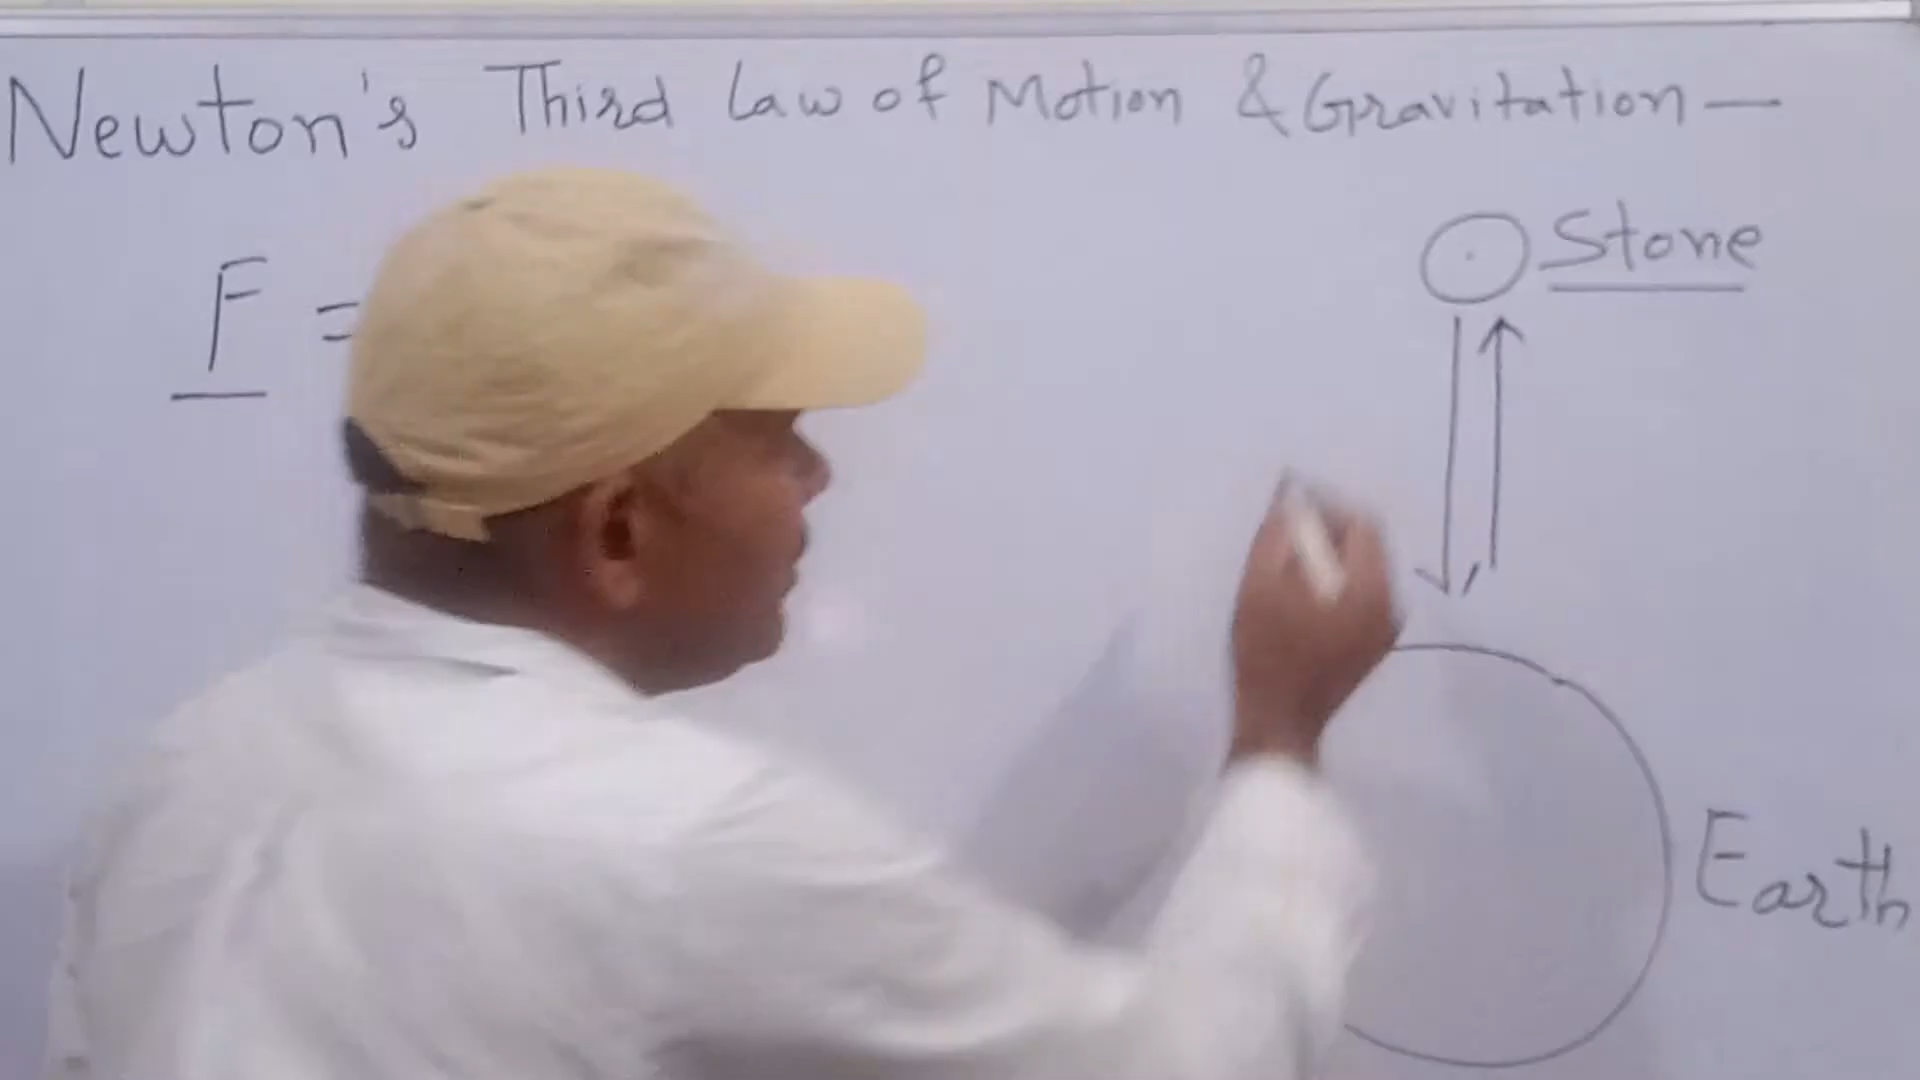 Newton's Third Law of Motion & Gravitation —
F =
Stone
Earth